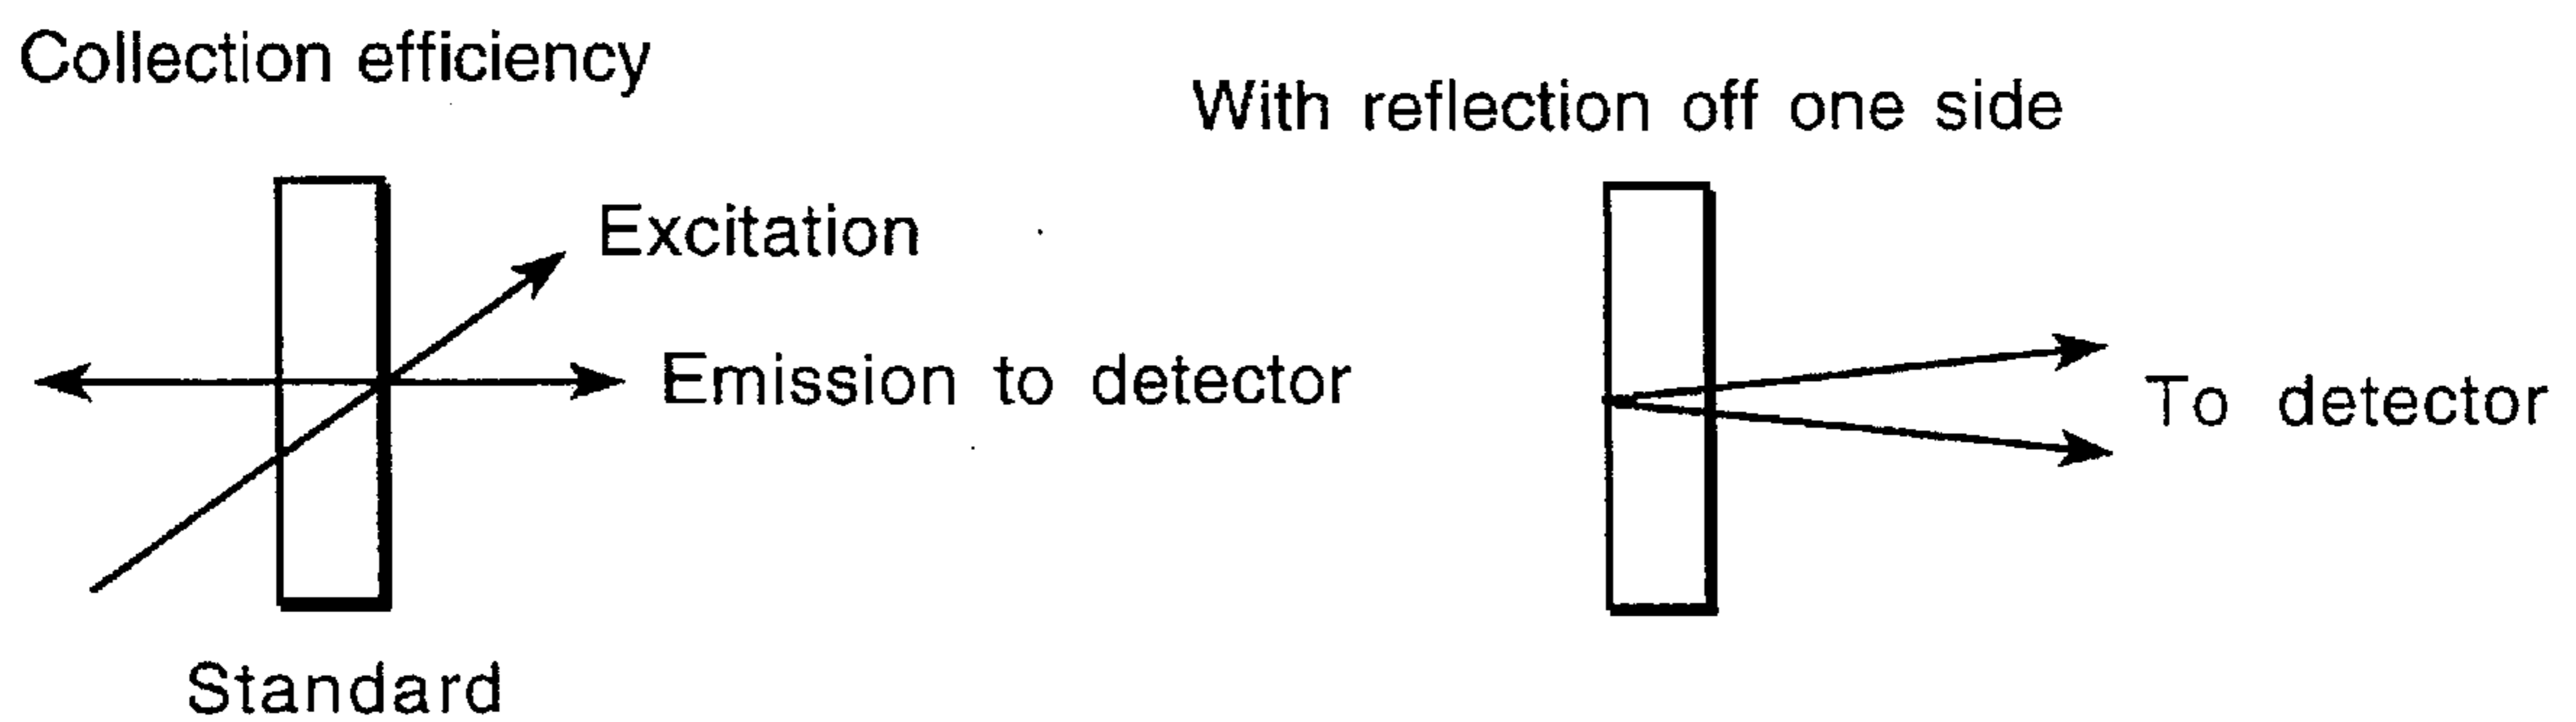 Collection efficiency
With reflection off one side
Excitation
Emission to detector
To detector
Standard